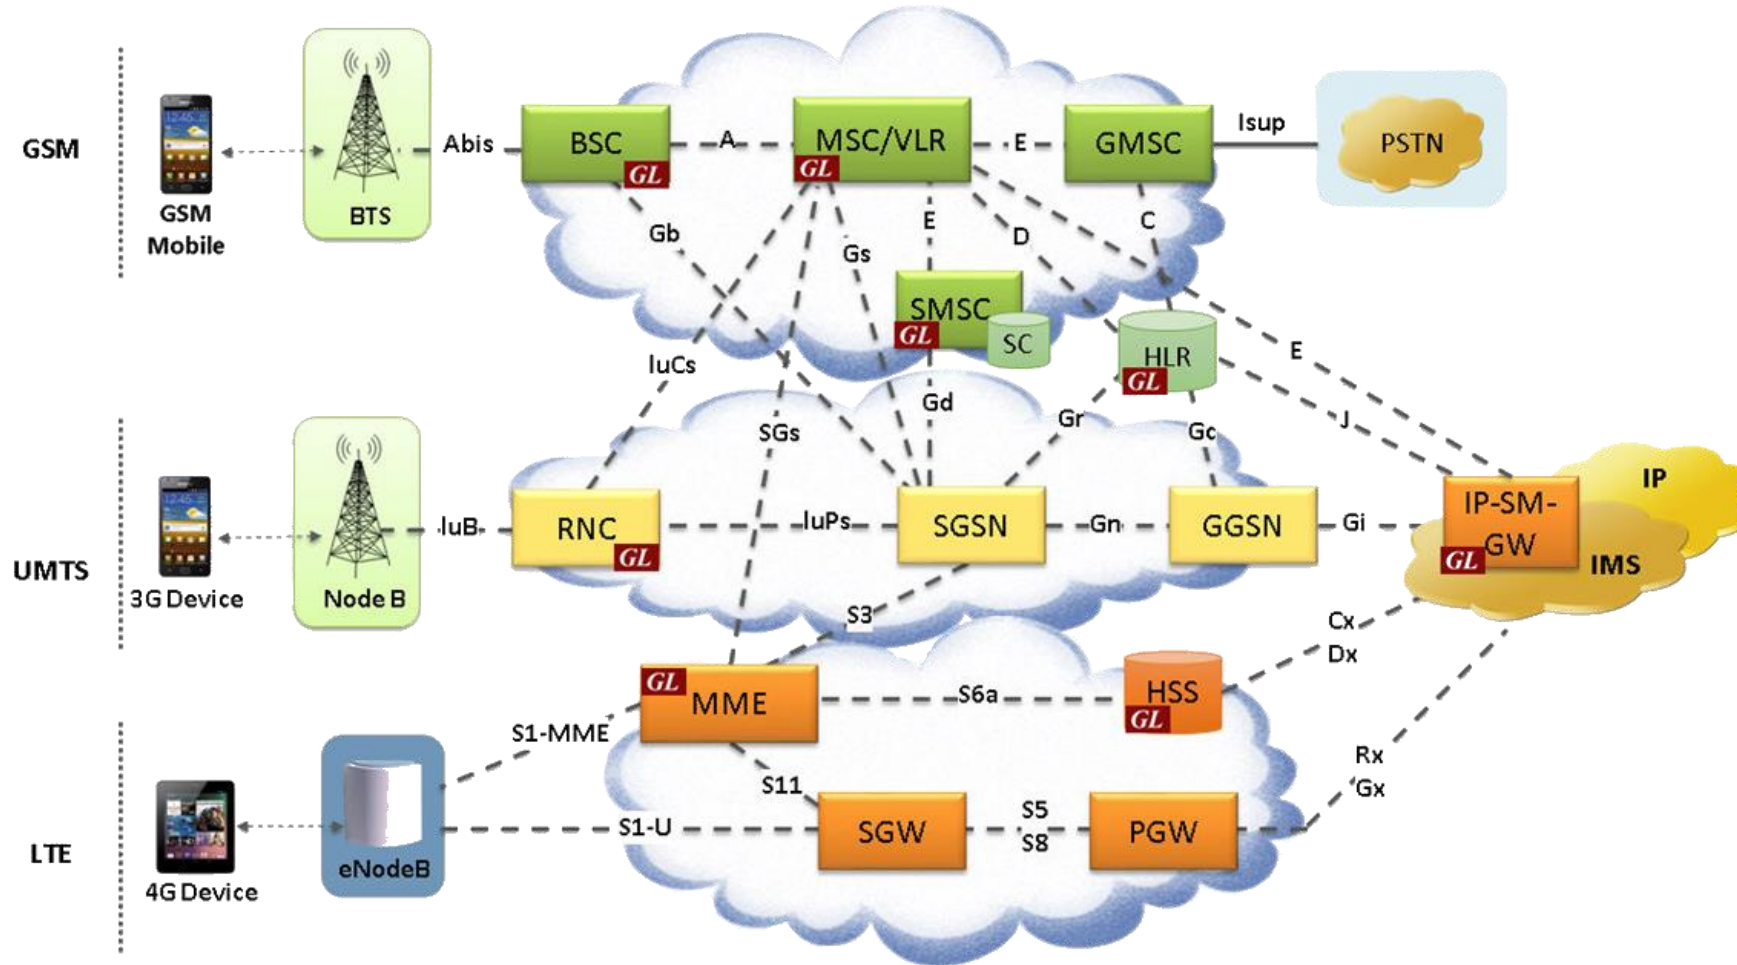 GSM
GSM
Mobile
BTS
Abis
BSC
GL
A
MSC/VLR
GL
E
GMSC
Isup
PSTN
Gb
Gs
E
D
C
SMSC
GL
SC
HLR
GL
E
IuCs
SGs
Gd
Gr
Gc
J
UMTS
3G Device
Node B
IuB
RNC
GL
IuPs
SGSN
Gn
GGSN
Gi
IP-SM-
GW
GL
IP
IMS
S3
Cx
Dx
LTE
4G Device
eNodeB
S1-MME
GL
MME
S6a
HSS
GL
S11
S1-U
SGW
S5
S8
PGW
Rx
Gx